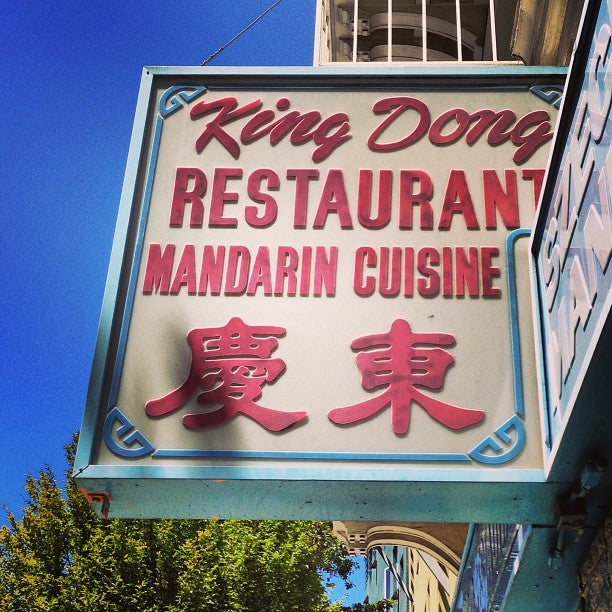 King Dong
RESTAURANT
MANDARIN CUISINE
慶東